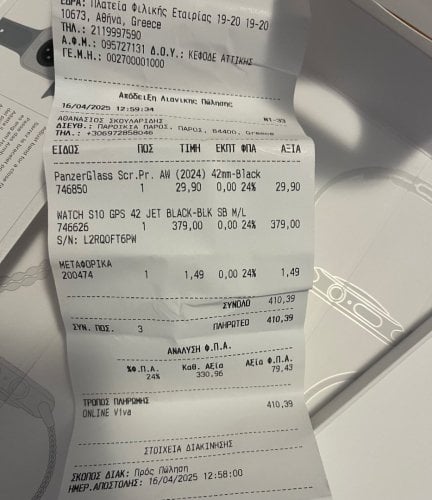 ΕΔΡΑ: Πλατεία Φιλικής Εταιρίας 19-20 19-20
10673, Αθήνα, Greece
ΤΗΛ.: 2119997590
Α.Φ.Μ.: 095727131 Δ.Ο.Υ.: ΚΕΦΟΔΕ ΑΤΤΙΚΗΣ
ΓΕ.Μ.Η.: 002700001000
Απόδειξη Λιανικής Πώλησης
16/04/2025 12:59:34 N1-33
ΑΘΑΝΑΣΙΟΣ ΣΚΟΥΛΑΡΙΔΗΣ
ΔΙΕΥΘ.: ΠΑΡΟΙΚΙΑ ΠΑΡΟΣ, ΠΑΡΟΣ, 84400, Greece
ΤΗΛ.: +306972858046
ΕΙΔΟΣ ΠΟΣ ΤΙΜΗ ΕΚΠΤ ΦΠΑ ΑΞΙΑ
PanzerGlass Scr.Pr. AW (2024) 42mm-Black
746850 1 29,90 0,00 24% 29,90
WATCH S10 GPS 42 JET BLACK-BLK SB M/L
746626 1 379,00 0,00 24% 379,00
S/N: L2RQOFT6PW
ΜΕΤΑΦΟΡΙΚΑ
200474 1 1,49 0,00 24% 1,49
ΣΥΝΟΛΟ 410,39
ΣΥΝ. ΠΟΣ. 3 ΠΛΗΡΩΤΕΟ 410,39
ΑΝΑΛΥΣΗ Φ.Π.Α.
%Φ.Π.Α. Καθ. Αξία Αξία Φ.Π.Α.
24% 330,96 79,43
ΤΡΟΠΟΣ ΠΛΗΡΩΜΗΣ
ONLINE Viva 410,39
ΣΤΟΙΧΕΙΑ ΔΙΑΚΙΝΗΣΗΣ
ΣΚΟΠΟΣ ΔΙΑΚ: Πρός Πώληση
ΗΜΕΡ.ΑΠΟΣΤΟΛΗΣ: 16/04/2025 12:58:00